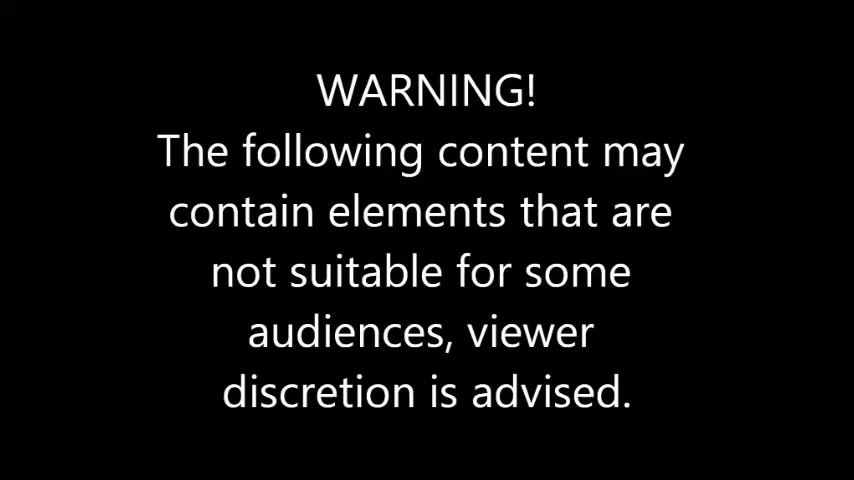 WARNING!
The following content may
contain elements that are
not suitable for some
audiences, viewer
discretion is advised.